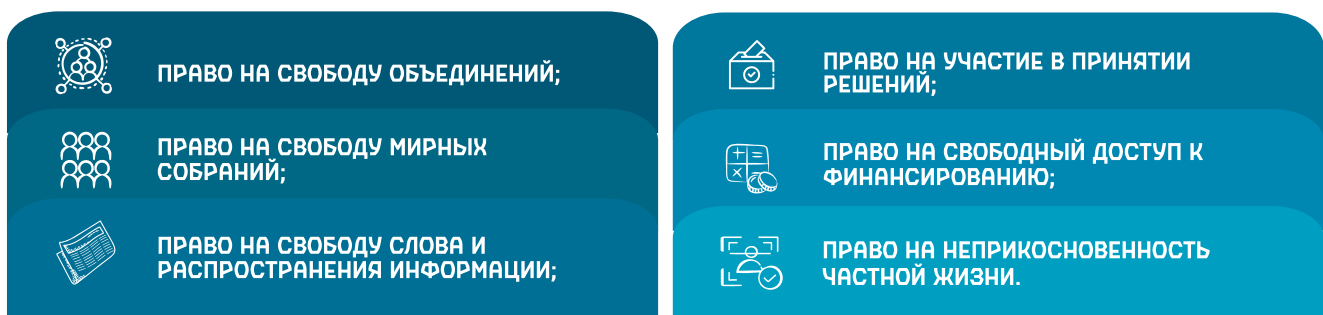 ПРАВО НА СВОБОДУ ОБЪЕДИНЕНИЙ;
ПРАВО НА СВОБОДУ МИРНЫХ
СОБРАНИЙ;
ПРАВО НА СВОБОДУ СЛОВА И
РАСПРОСТРАНЕНИЯ ИНФОРМАЦИИ;
ПРАВО НА УЧАСТИЕ В ПРИНЯТИИ
РЕШЕНИЙ;
ПРАВО НА СВОБОДНЫЙ ДОСТУП К
ФИНАНСИРОВАНИЮ;
ПРАВО НА НЕПРИКОСНОВЕННОСТЬ
ЧАСТНОЙ ЖИЗНИ.